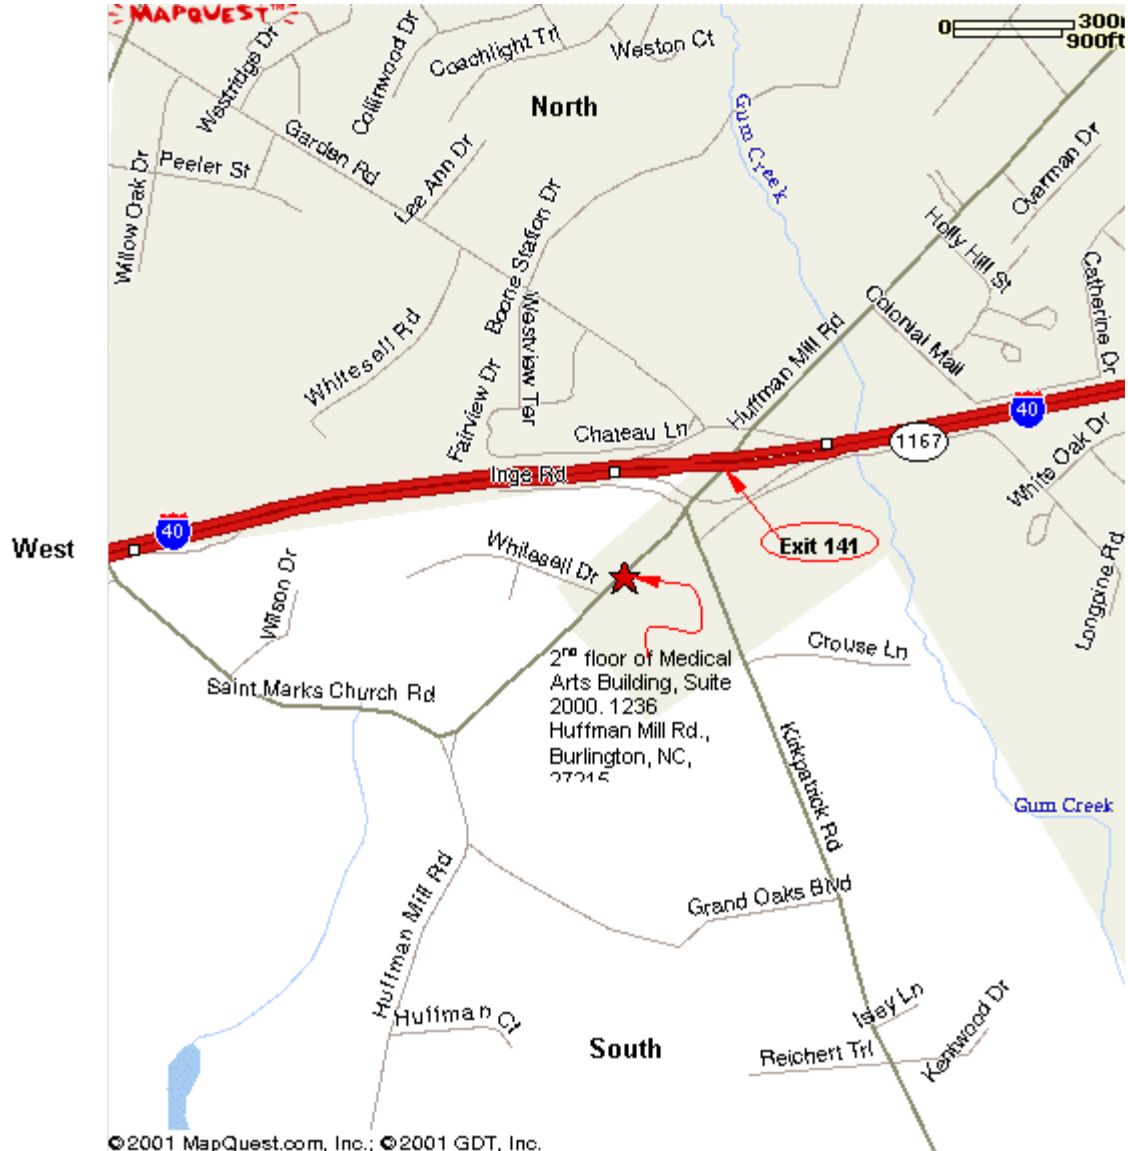 MAPQUEST™
0 300m
900ft
Westridge Dr
Collinwood Dr
Coachlight Trl
Weston Ct
North
Gum Creek
Garden Rd
Peeler St
Willow Oak Dr
Lee Ann Dr
Boone Station Dr
Overman Dr
Holly Hill St
Catherine Dr
Colonial Mall
Huffman Mill Rd
Whitesell Rd
Westview Ter
Fairview Dr
Chateau Ln
40
1167
White Oak Dr
Inge Rd
40
West
Exit 141
Whitesell Dr
Wilson Dr
Longpine Rd
Crouse Ln
2nd floor of Medical
Arts Building, Suite
2000. 1236
Huffman Mill Rd.,
Burlington, NC,
27215
Saint Marks Church Rd
Kirkpatrick Rd
Gum Creek
Grand Oaks Blvd
Huffman Mill Rd
Huffman Ct
Isley Ln
Kentwood Dr
South
Reichert Trl
©2001 MapQuest.com, Inc.; ©2001 GDT, Inc.